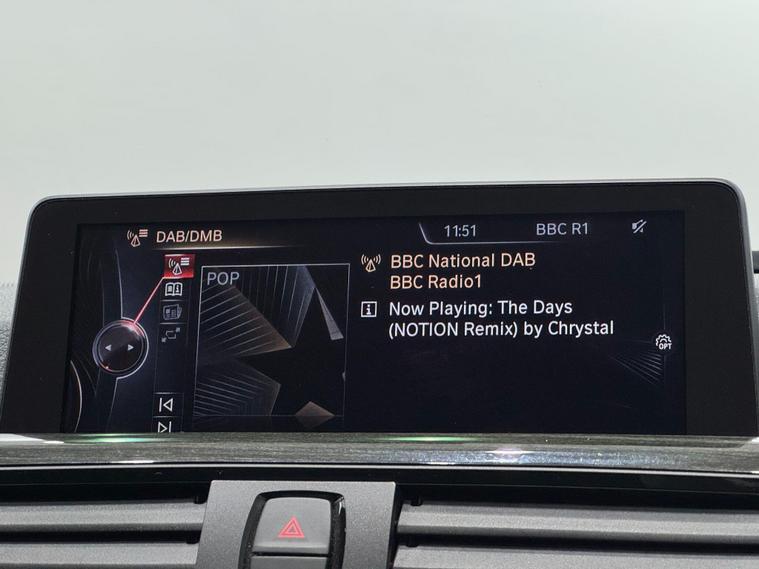 DAB/DMB
11:51
BBC R1
POP
BBC National DAB
BBC Radio1
Now Playing: The Days
(NOTION Remix) by Chrystal
OPT